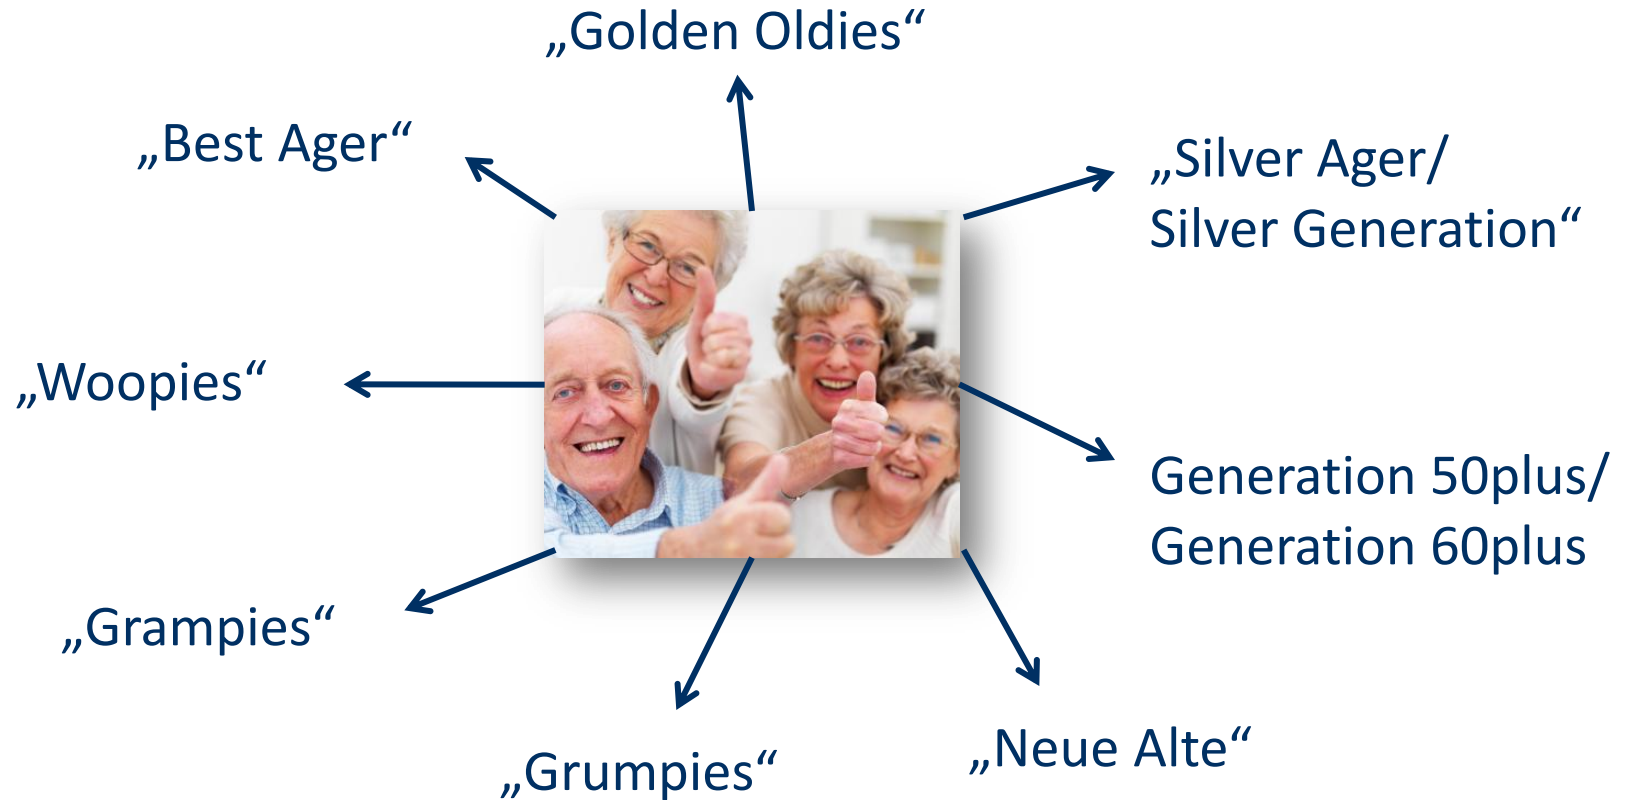 „Golden Oldies“
„Best Ager“
„Silver Ager/
Silver Generation“
„Woopies“
Generation 50plus/
Generation 60plus
„Grampies“
„Neue Alte“
„Grumpies“